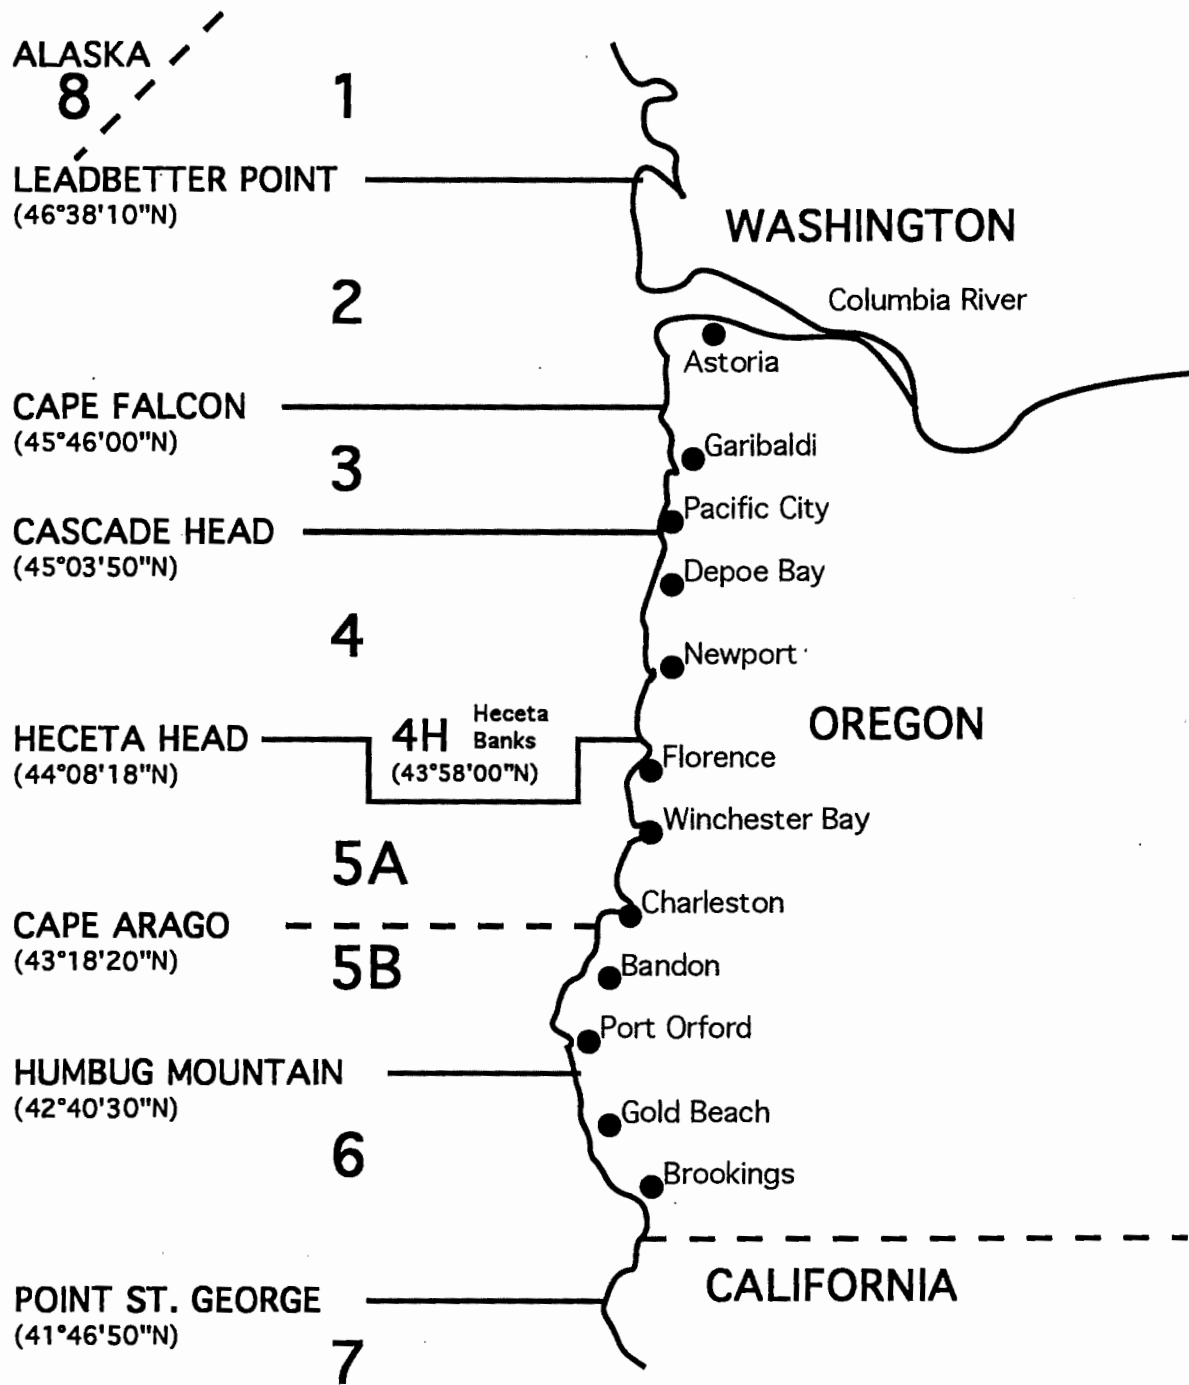 ALASKA
8
1
LEADBETTER POINT
(46°38'10"N)
WASHINGTON
2
Columbia River
Astoria
CAPE FALCON
(45°46'00"N)
Garibaldi
3
Pacific City
CASCADE HEAD
(45°03'50"N)
Depoe Bay
4
Newport
HECETA HEAD
(44°08'18"N)
4H
Heceta
Banks
(43°58'00"N)
OREGON
Florence
Winchester Bay
5A
Charleston
CAPE ARAGO
(43°18'20"N)
5B
Bandon
Port Orford
HUMBUG MOUNTAIN
(42°40'30"N)
Gold Beach
6
Brookings
CALIFORNIA
POINT ST. GEORGE
(41°46'50"N)
7